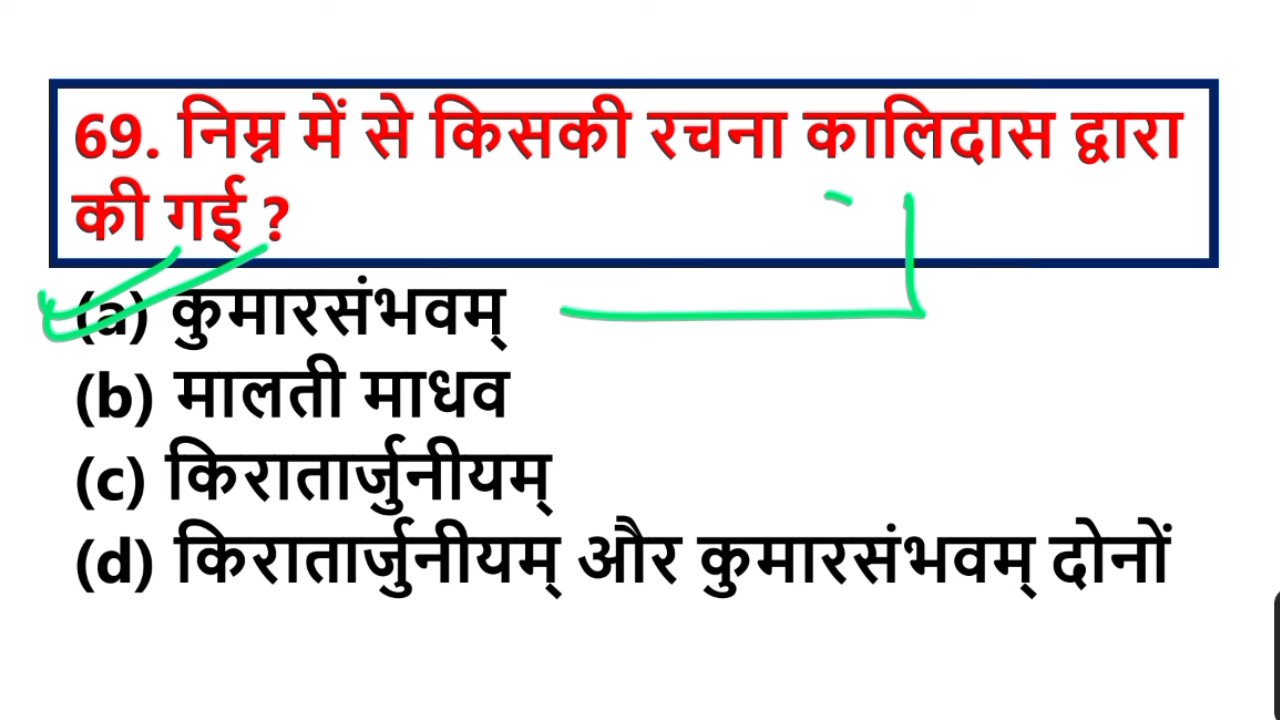 69. निम्न में से किसकी रचना कालिदास द्वारा
की गई ?
(a) कुमारसंभवम्
(b) मालती माधव
(c) किरातार्जुनीयम्
(d) किरातार्जुनीयम् और कुमारसंभवम् दोनों